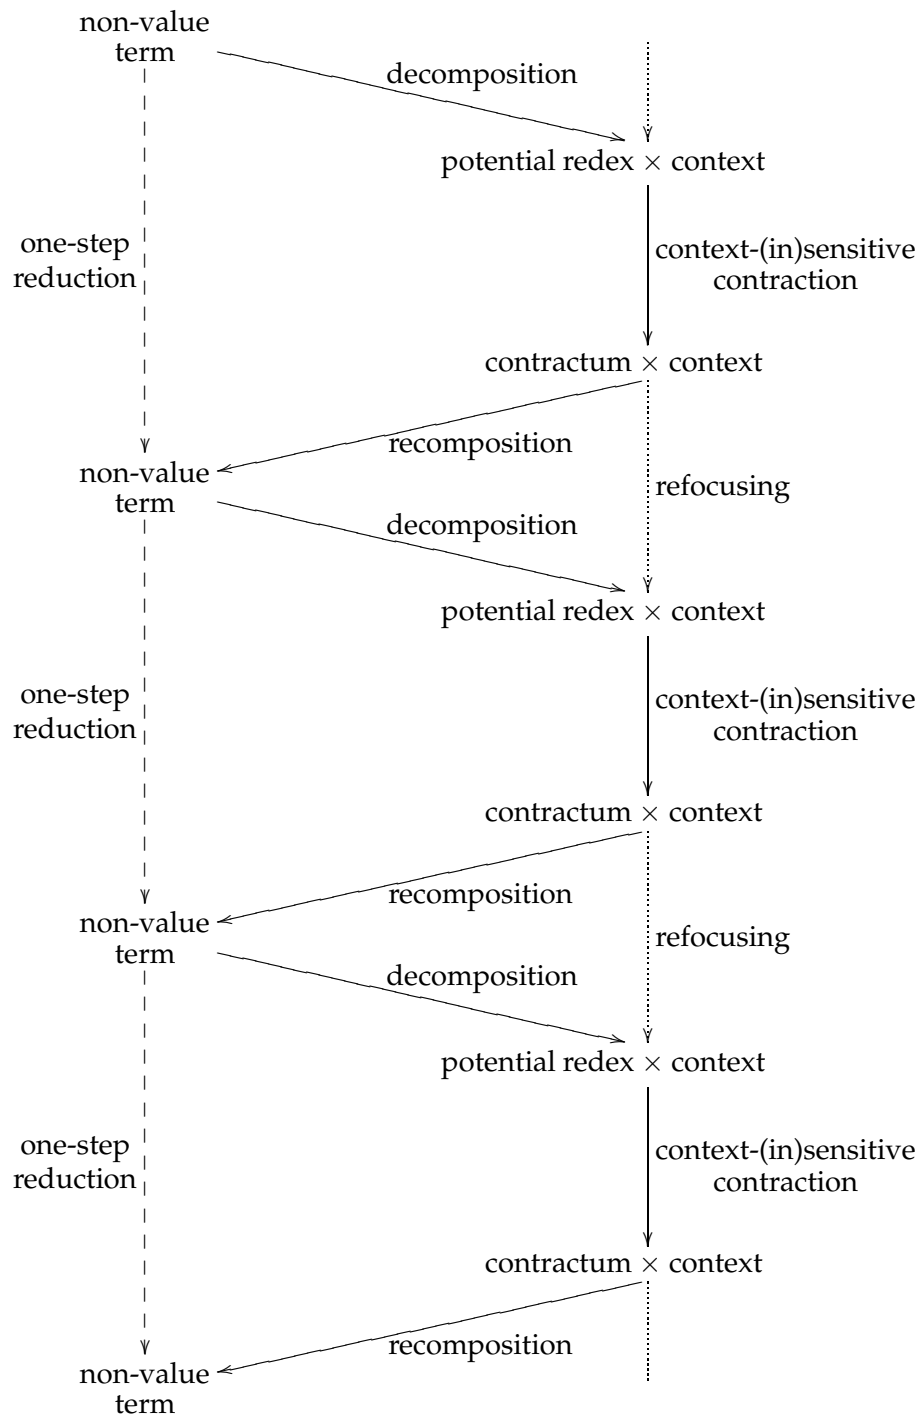 non-value
term
decomposition
potential redex × context
one-step
reduction
context-(in)sensitive
contraction
contractum × context
recomposition
non-value
term
refocusing
decomposition
potential redex × context
one-step
reduction
context-(in)sensitive
contraction
contractum × context
recomposition
non-value
term
refocusing
decomposition
potential redex × context
one-step
reduction
context-(in)sensitive
contraction
contractum × context
recomposition
non-value
term